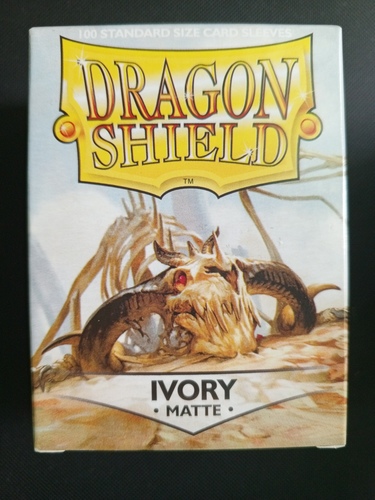 100 STANDARD SIZE CARD SLEEVES
DRAGON
SHIELD
™
IVORY
• MATTE •